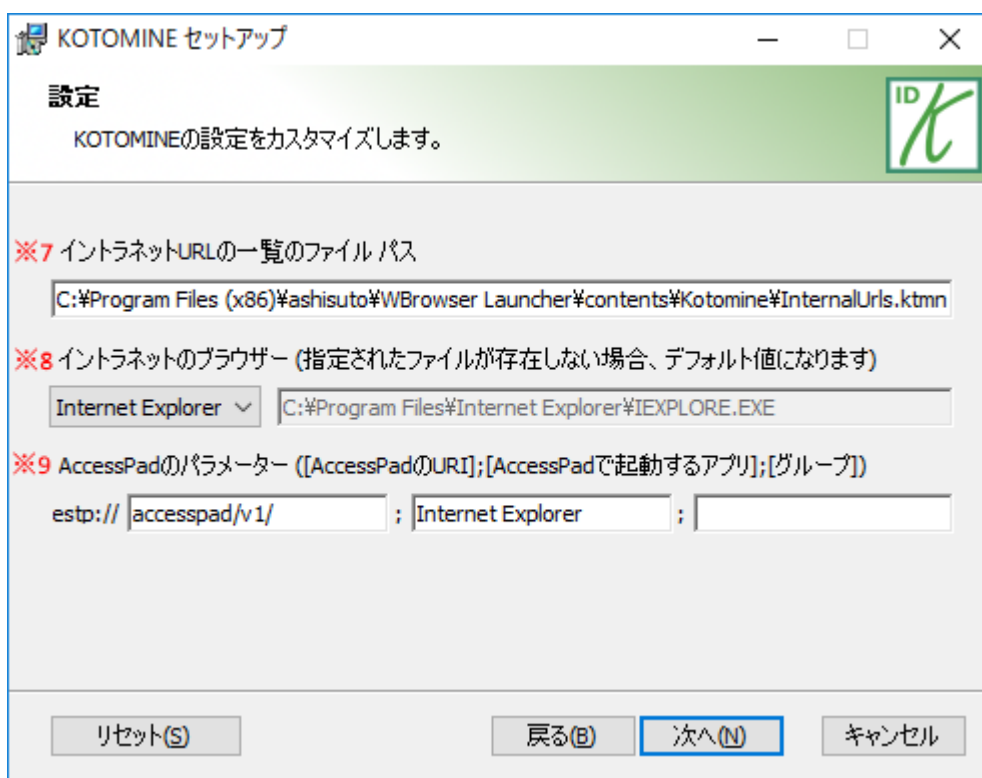 KOTOMINE セットアップ
設定
KOTOMINEの設定をカスタマイズします。
ID K
※7 イントラネットURLの一覧のファイル パス
C:¥Program Files (x86)¥ashisuto¥WBrowser Launcher¥contents¥Kotomine¥InternalUrls.ktmn
※8 イントラネットのブラウザー (指定されたファイルが存在しない場合、デフォルト値になります)
Internet Explorer C:¥Program Files¥Internet Explorer¥IEXPLORE.EXE
※9 AccessPadのパラメーター ([AccessPadのURI];[AccessPadで起動するアプリ];[グループ])
estp:// accesspad/v1/ ; Internet Explorer ;
リセット(S) 戻る(B) 次へ(N) キャンセル